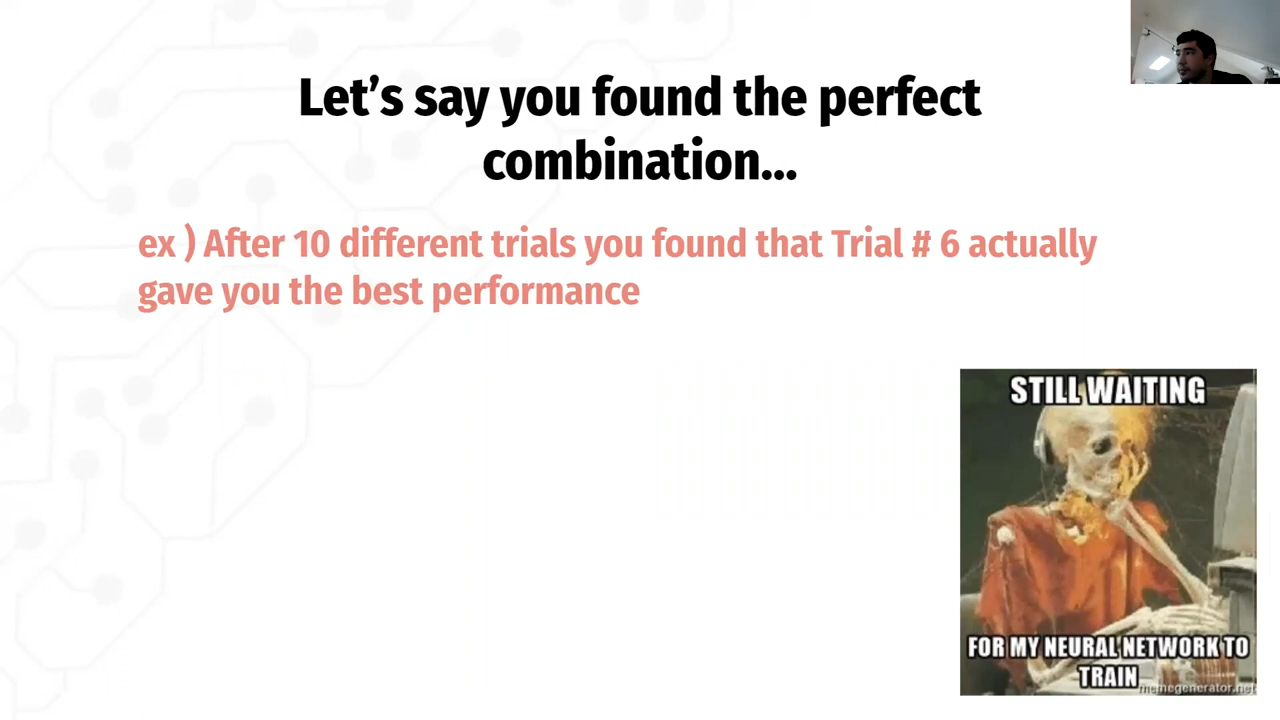 Let’s say you found the perfect
combination...
ex ) After 10 different trials you found that Trial # 6 actually
gave you the best performance
STILL WAITING
FOR MY NEURAL NETWORK TO
TRAIN
memegenerator.net